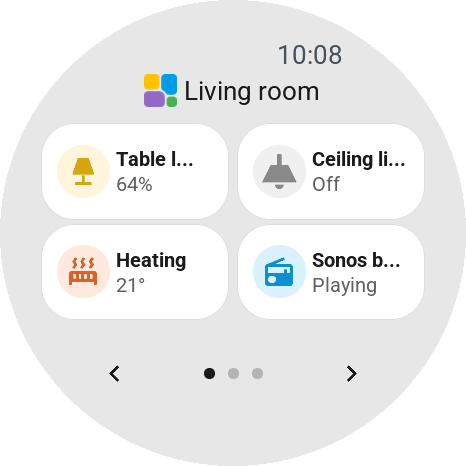 10:08
Living room
Table l...
64%
Ceiling li...
Off
Heating
21°
Sonos b...
Playing